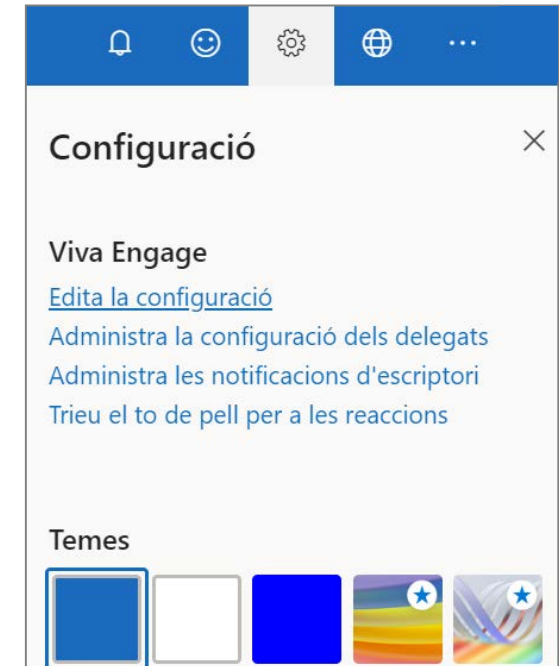 Configuració
Viva Engage
Edita la configuració
Administra la configuració dels delegats
Administra les notificacions d'escriptori
Trieu el to de pell per a les reaccions
Temes